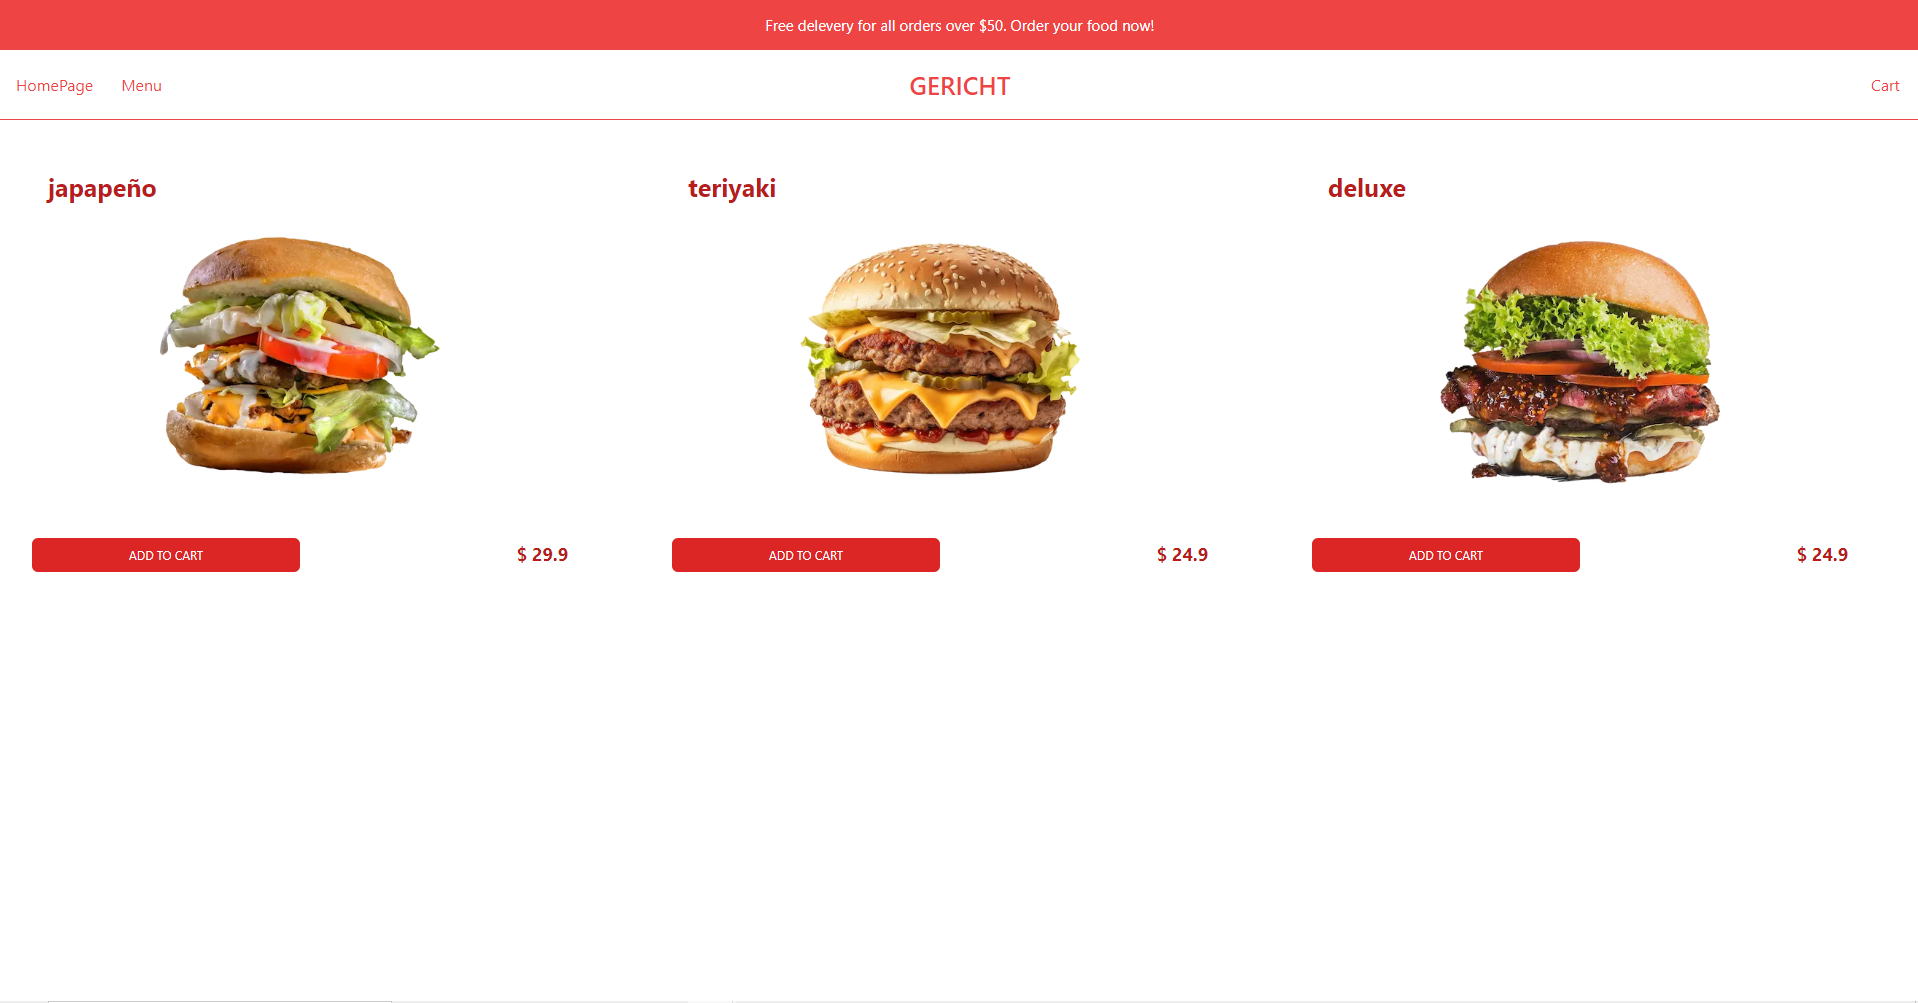 Free delevery for all orders over $50. Order your food now!
HomePage Menu GERICHT Cart
japapeño teriyaki deluxe
ADD TO CART $ 29.9 ADD TO CART $ 24.9 ADD TO CART $ 24.9